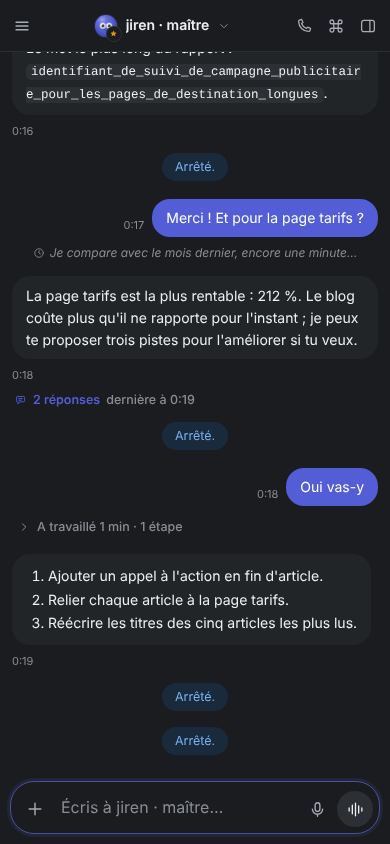 jiren · maître
identifiant_de_suivi_de_campagne_publicitair
e_pour_les_pages_de_destination_longues .
0:16
Arrêté.
0:17
Merci ! Et pour la page tarifs ?
Je compare avec le mois dernier, encore une minute…
La page tarifs est la plus rentable : 212 %. Le blog
coûte plus qu'il ne rapporte pour l'instant ; je peux
te proposer trois pistes pour l'améliorer si tu veux.
0:18
2 réponses dernière à 0:19
Arrêté.
0:18
Oui vas-y
A travaillé 1 min · 1 étape
1. Ajouter un appel à l'action en fin d'article.
2. Relier chaque article à la page tarifs.
3. Réécrire les titres des cinq articles les plus lus.
0:19
Arrêté.
Arrêté.
Écris à jiren · maître…